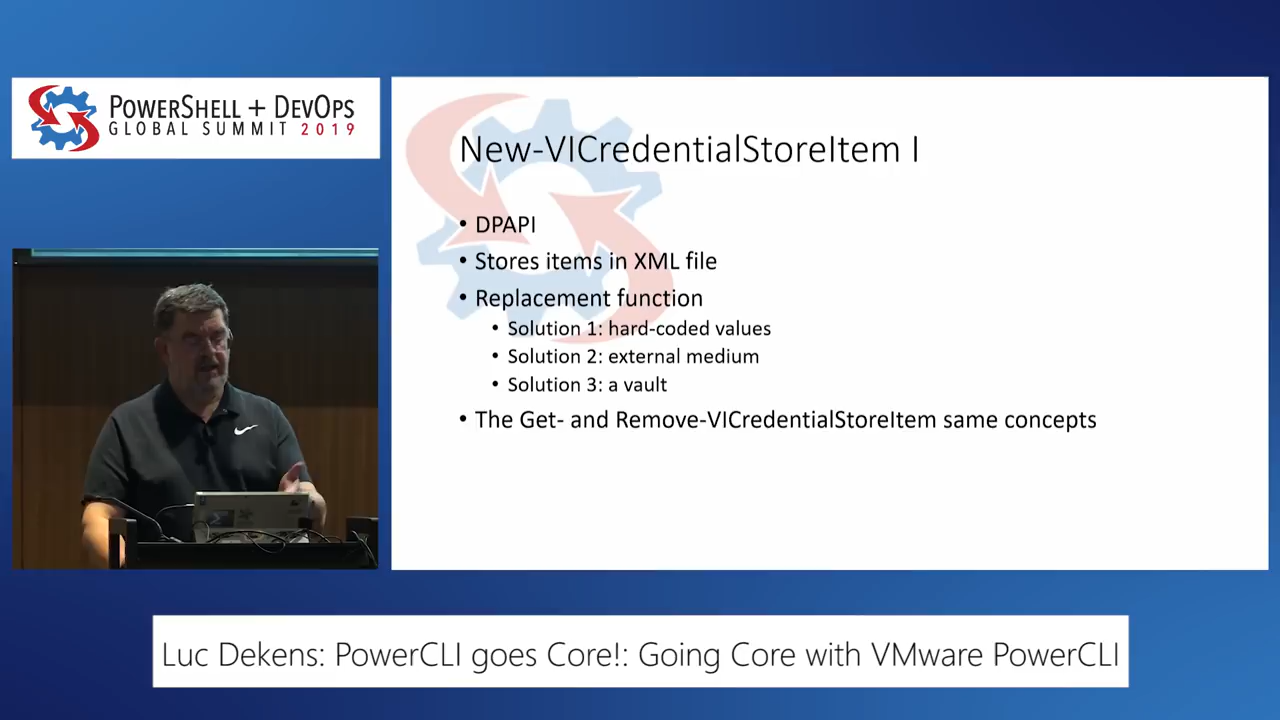 POWERSHELL + DEVOPS
GLOBAL SUMMIT 2019
New-VICredentialStoreItem I
• DPAPI
• Stores items in XML file
• Replacement function
• Solution 1: hard-coded values
• Solution 2: external medium
• Solution 3: a vault
• The Get- and Remove-VICredentialStoreItem same concepts
Luc Dekens: PowerCLI goes Core!: Going Core with VMware PowerCLI